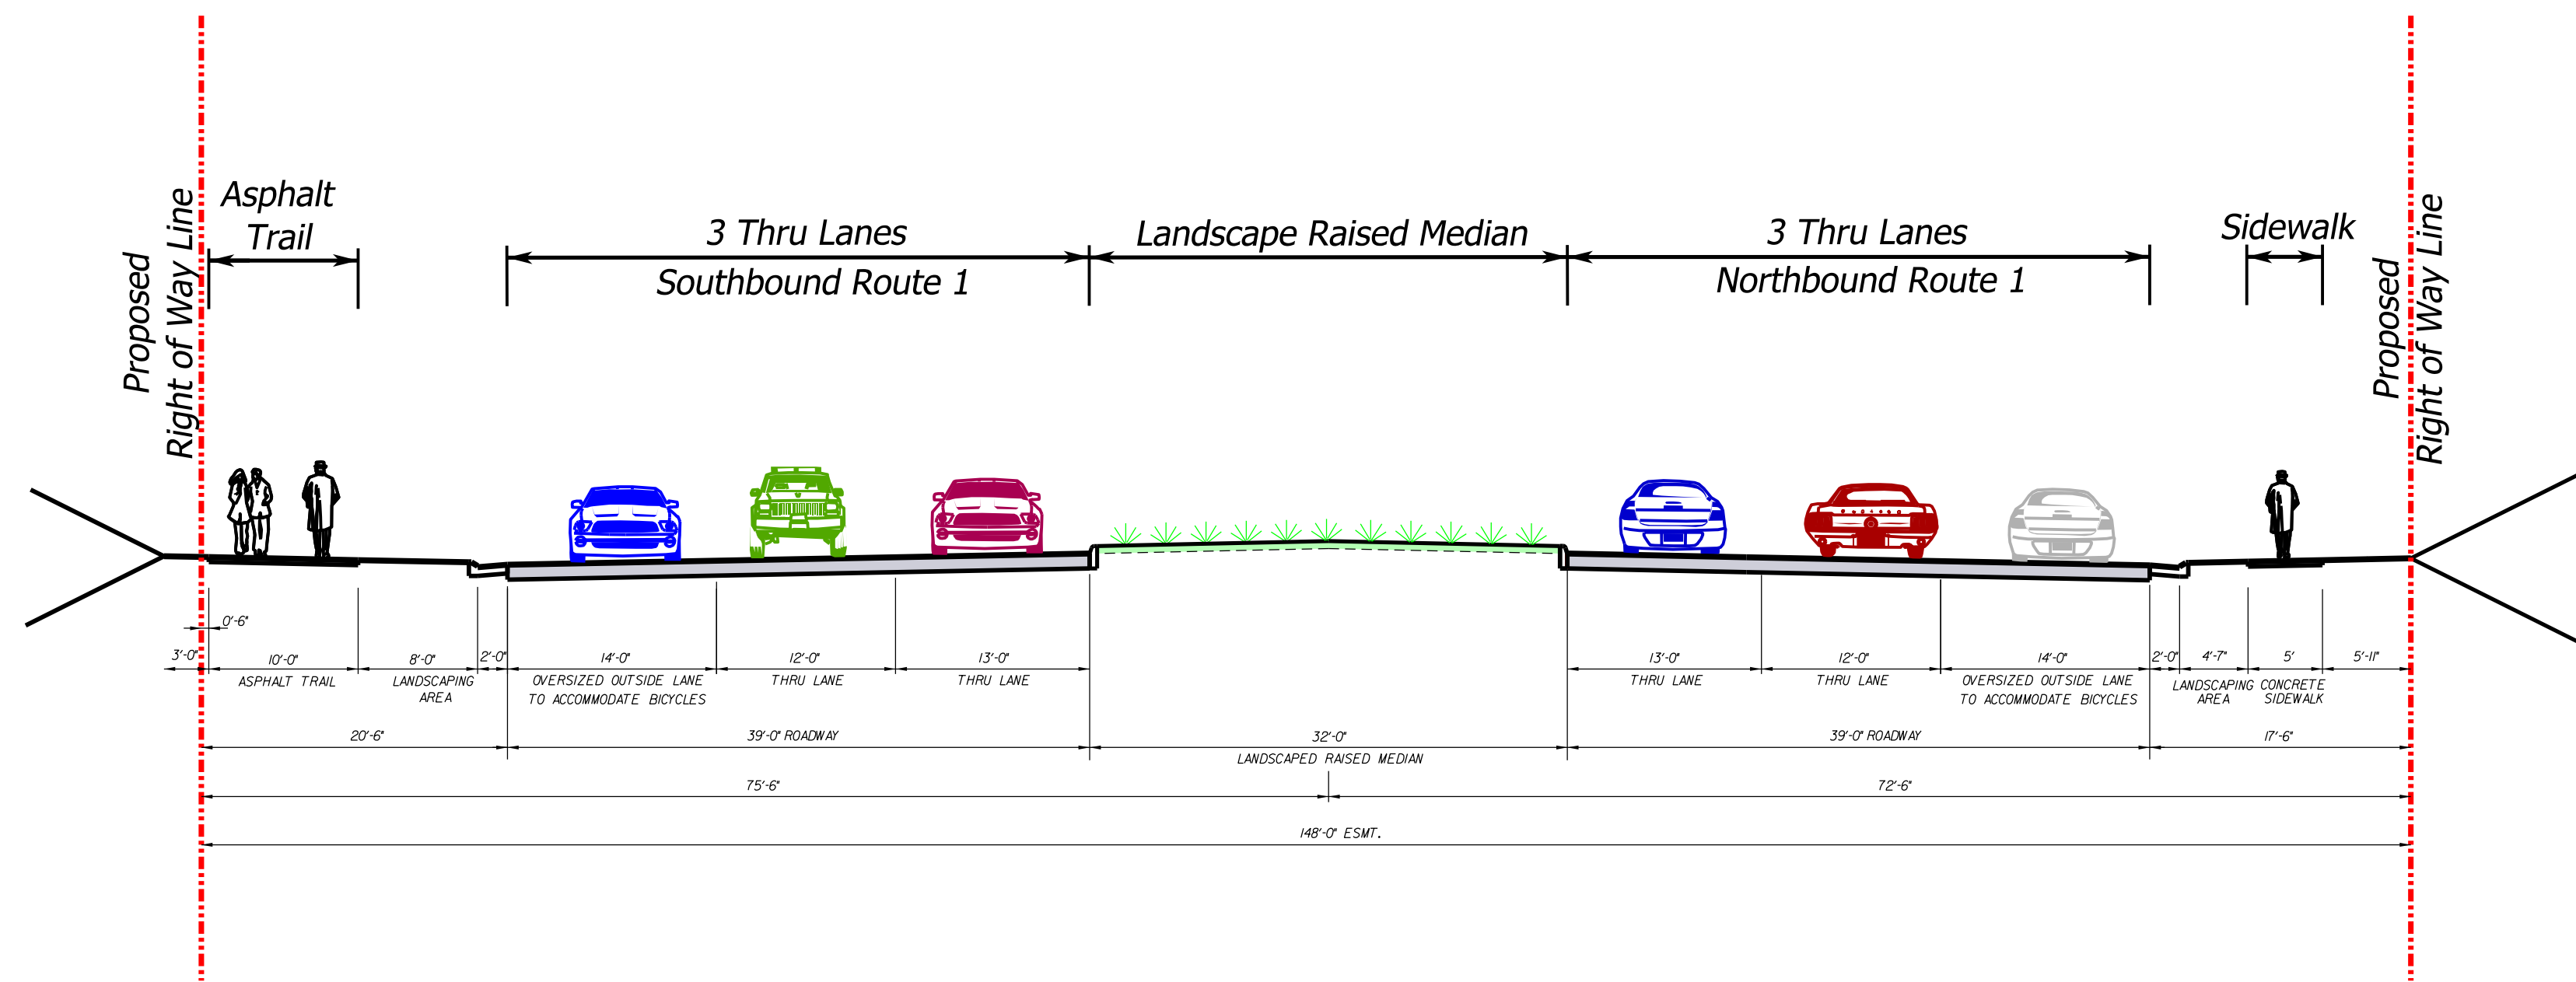 Proposed
Right of Way Line
Asphalt
Trail
3 Thru Lanes
Southbound Route 1
Landscape Raised Median
3 Thru Lanes
Northbound Route 1
Sidewalk
Proposed
Right of Way Line
0'-6"
3'-0"
10'-0"
8'-0"
2'-0"
14'-0"
12'-0"
13'-0"
13'-0"
12'-0"
14'-0"
2'-0"
4'-7"
5'
5'-11"
ASPHALT TRAIL
LANDSCAPING
AREA
OVERSIZED OUTSIDE LANE
TO ACCOMMODATE BICYCLES
THRU LANE
THRU LANE
THRU LANE
THRU LANE
OVERSIZED OUTSIDE LANE
TO ACCOMMODATE BICYCLES
LANDSCAPING
AREA
CONCRETE
SIDEWALK
20'-6"
39'-0" ROADWAY
32'-0"
LANDSCAPED RAISED MEDIAN
39'-0" ROADWAY
17'-6"
75'-6"
72'-6"
148'-0" ESMT.